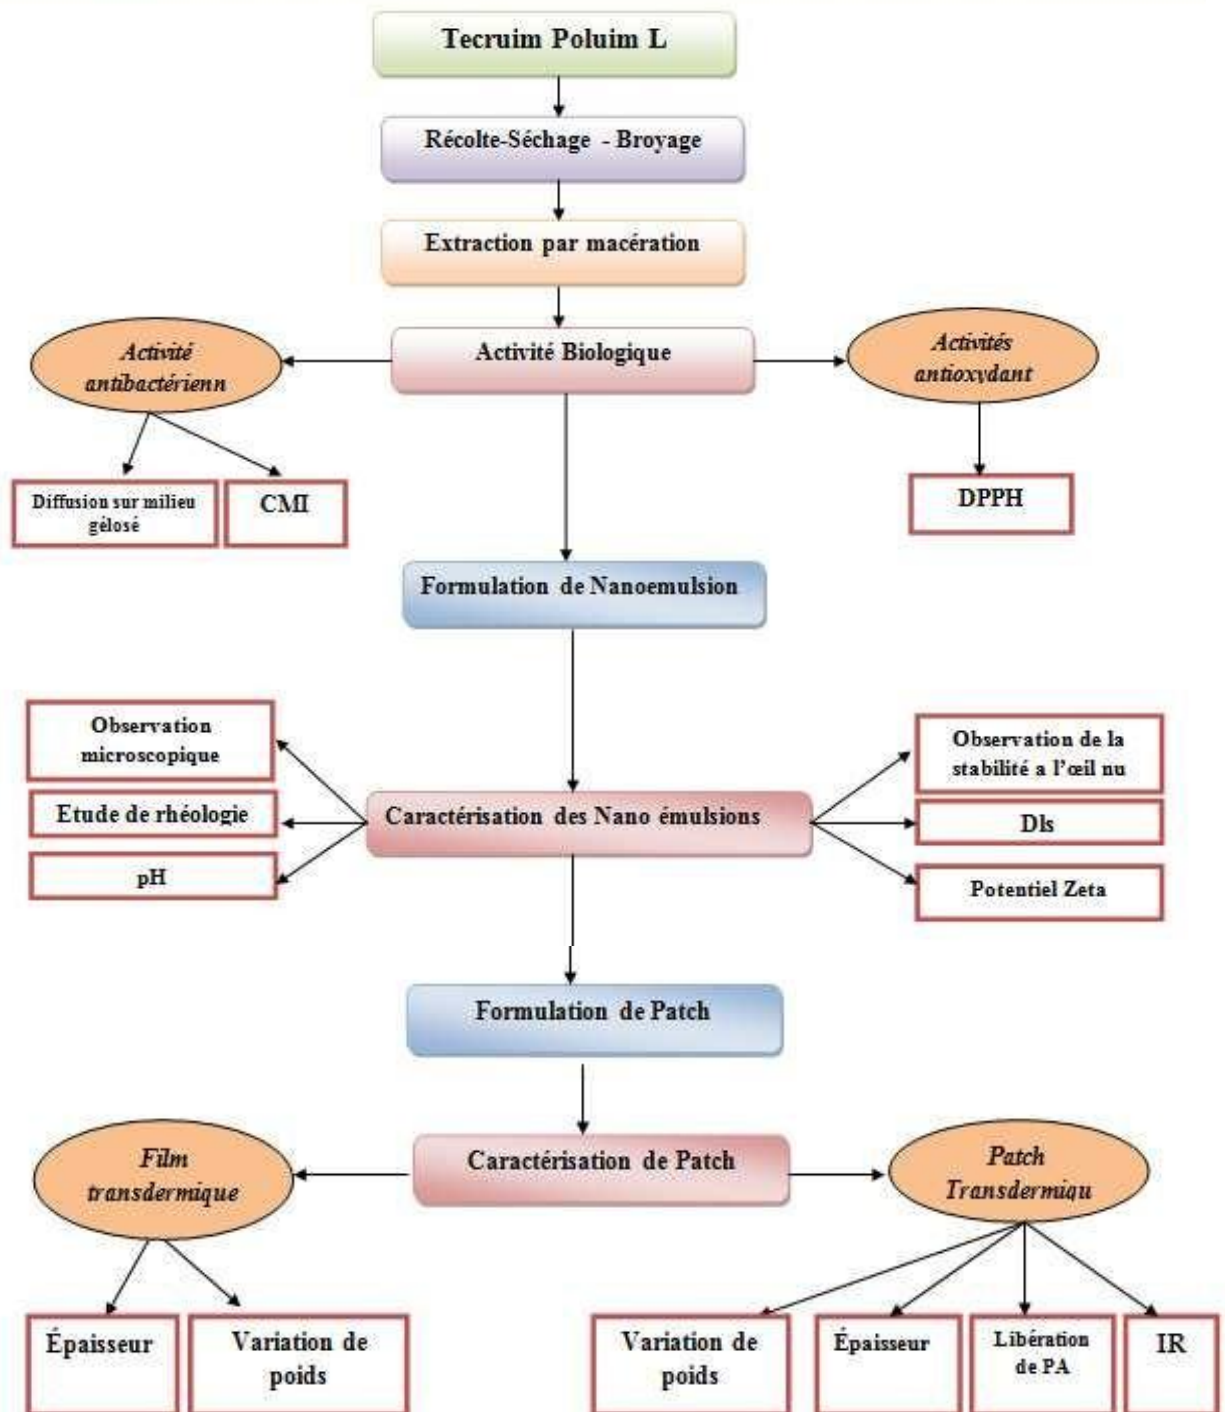 Tecruim Poluim L
Récolte-Séchage - Broyage
Extraction par macération
Activité Biologique
Activité
antibactérienn
Activités
antioxydant
Diffusion sur milieu
gélosé
CMI
DPPH
Formulation de Nanoemulsion
Observation
microscopique
Etude de rhéologie
pH
Caractérisation des Nano émulsions
Observation de la
stabilité a l'œil nu
Dls
Potentiel Zeta
Formulation de Patch
Caractérisation de Patch
Film
transdermique
Patch
Transdermiqu
Épaisseur
Variation de
poids
Variation de
poids
Épaisseur
Libération
de PA
IR